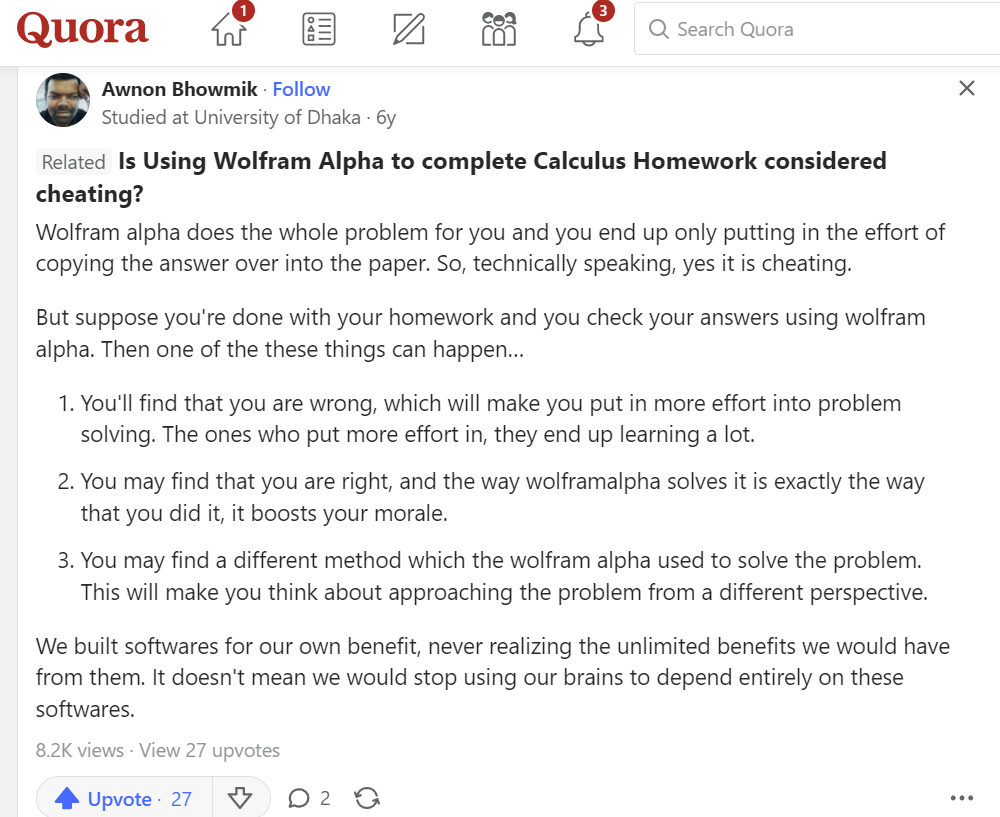 Quora
1
3
Search Quora
Awnon Bhowmik · Follow
Studied at University of Dhaka · 6y
Related Is Using Wolfram Alpha to complete Calculus Homework considered
cheating?
Wolfram alpha does the whole problem for you and you end up only putting in the effort of
copying the answer over into the paper. So, technically speaking, yes it is cheating.
But suppose you're done with your homework and you check your answers using wolfram
alpha. Then one of the these things can happen...
1. You'll find that you are wrong, which will make you put in more effort into problem
solving. The ones who put more effort in, they end up learning a lot.
2. You may find that you are right, and the way wolframalpha solves it is exactly the way
that you did it, it boosts your morale.
3. You may find a different method which the wolfram alpha used to solve the problem.
This will make you think about approaching the problem from a different perspective.
We built softwares for our own benefit, never realizing the unlimited benefits we would have
from them. It doesn't mean we would stop using our brains to depend entirely on these
softwares.
8.2K views · View 27 upvotes
Upvote · 27
2